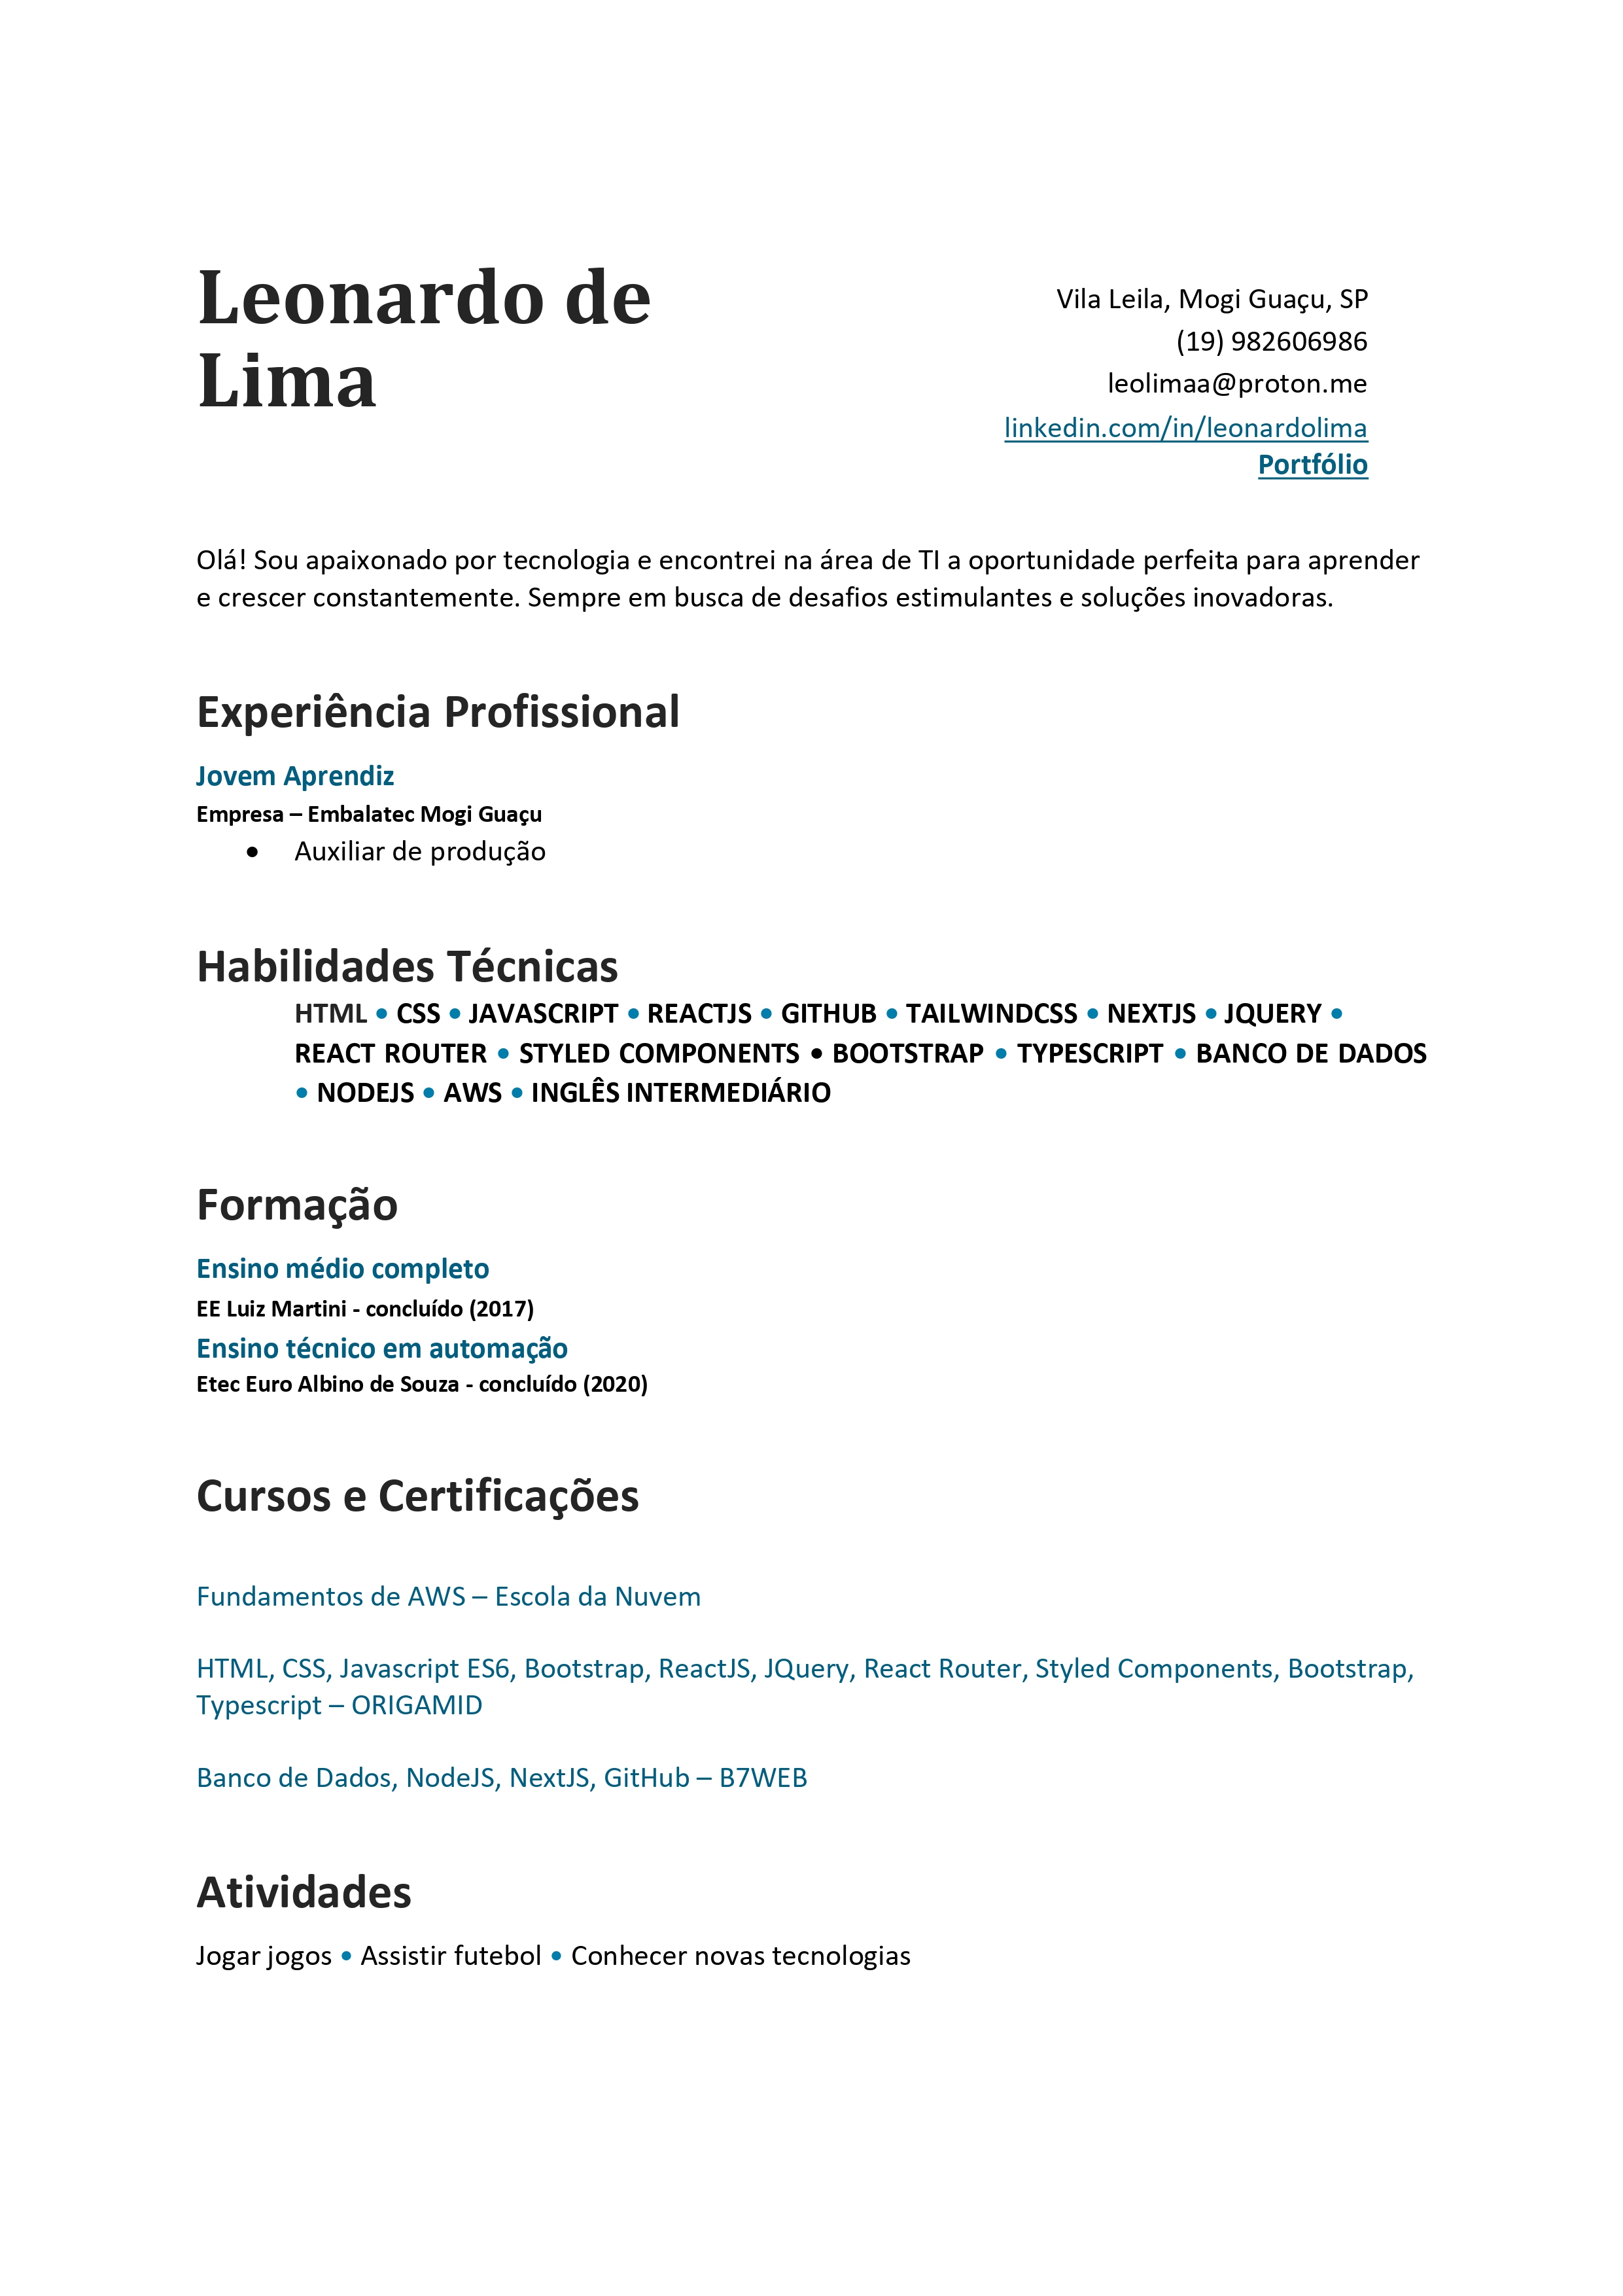 Leonardo de
Lima
Vila Leila, Mogi Guaçu, SP
(19) 982606986
leolimaa@proton.me
linkedin.com/in/leonardolima
Portfólio
Olá! Sou apaixonado por tecnologia e encontrei na área de TI a oportunidade perfeita para aprender
e crescer constantemente. Sempre em busca de desafios estimulantes e soluções inovadoras.
Experiência Profissional
Jovem Aprendiz
Empresa – Embalatec Mogi Guaçu
• Auxiliar de produção
Habilidades Técnicas
HTML • CSS • JAVASCRIPT • REACTJS • GITHUB • TAILWINDCSS • NEXTJS • JQUERY •
REACT ROUTER • STYLED COMPONENTS • BOOTSTRAP • TYPESCRIPT • BANCO DE DADOS
• NODEJS • AWS • INGLÊS INTERMEDIÁRIO
Formação
Ensino médio completo
EE Luiz Martini - concluído (2017)
Ensino técnico em automação
Etec Euro Albino de Souza - concluído (2020)
Cursos e Certificações
Fundamentos de AWS – Escola da Nuvem
HTML, CSS, Javascript ES6, Bootstrap, ReactJS, JQuery, React Router, Styled Components, Bootstrap,
Typescript – ORIGAMID
Banco de Dados, NodeJS, NextJS, GitHub – B7WEB
Atividades
Jogar jogos • Assistir futebol • Conhecer novas tecnologias